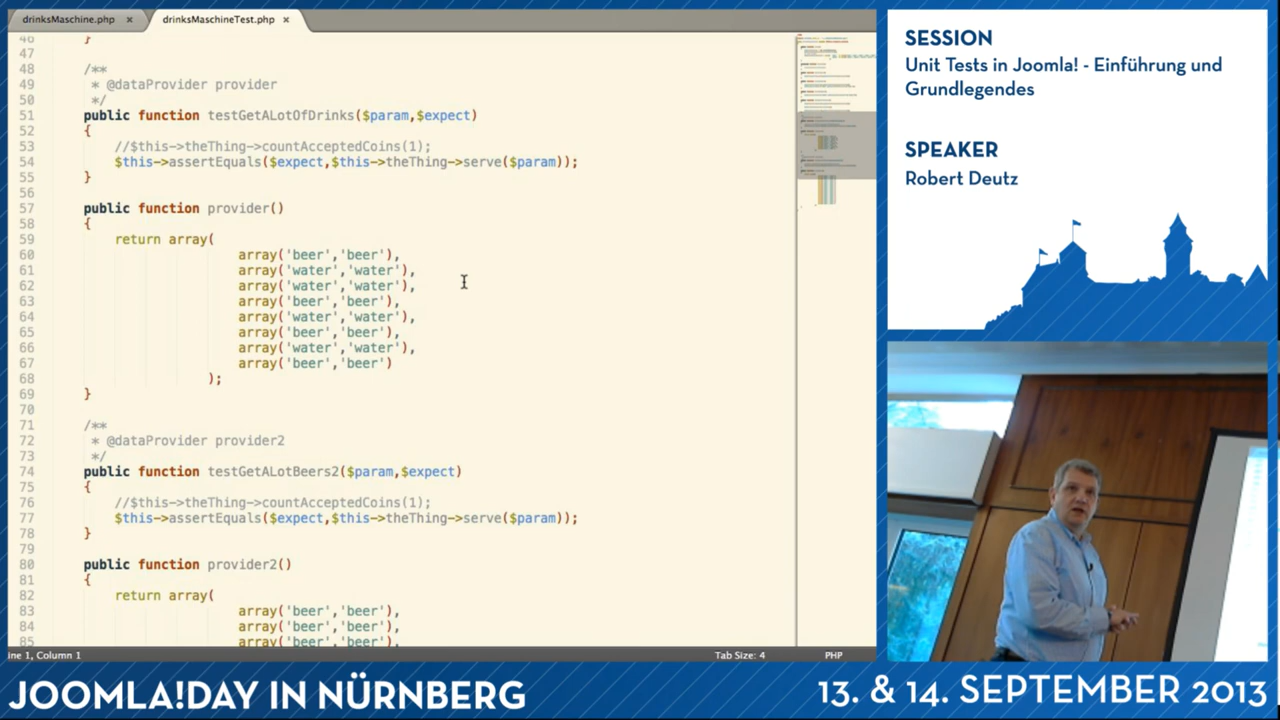 drinksMaschine.php ×
drinksMaschineTest.php ×
46 }
47
48 /**
49 * @dataProvider provider
50 */
51 public function testGetALotOfDrinks($param,$expect)
52 {
53 //$this->theThing->countAcceptedCoins(1);
54 $this->assertEquals($expect,$this->theThing->serve($param));
55 }
56
57 public function provider()
58 {
59 return array(
60 array('beer','beer'),
61 array('water','water'),
62 array('water','water'),
63 array('beer','beer'),
64 array('water','water'),
65 array('beer','beer'),
66 array('water','water'),
67 array('beer','beer')
68 );
69 }
70
71 /**
72 * @dataProvider provider2
73 */
74 public function testGetALotBeers2($param,$expect)
75 {
76 //$this->theThing->countAcceptedCoins(1);
77 $this->assertEquals($expect,$this->theThing->serve($param));
78 }
79
80 public function provider2()
81 {
82 return array(
83 array('beer','beer'),
84 array('beer','beer'),
85 array('beer','beer'),
ine 1, Column 1
Tab Size: 4
PHP
SESSION
Unit Tests in Joomla! - Einführung und
Grundlegendes
SPEAKER
Robert Deutz
JOOMLA!DAY IN NÜRNBERG
13. & 14. SEPTEMBER 2013